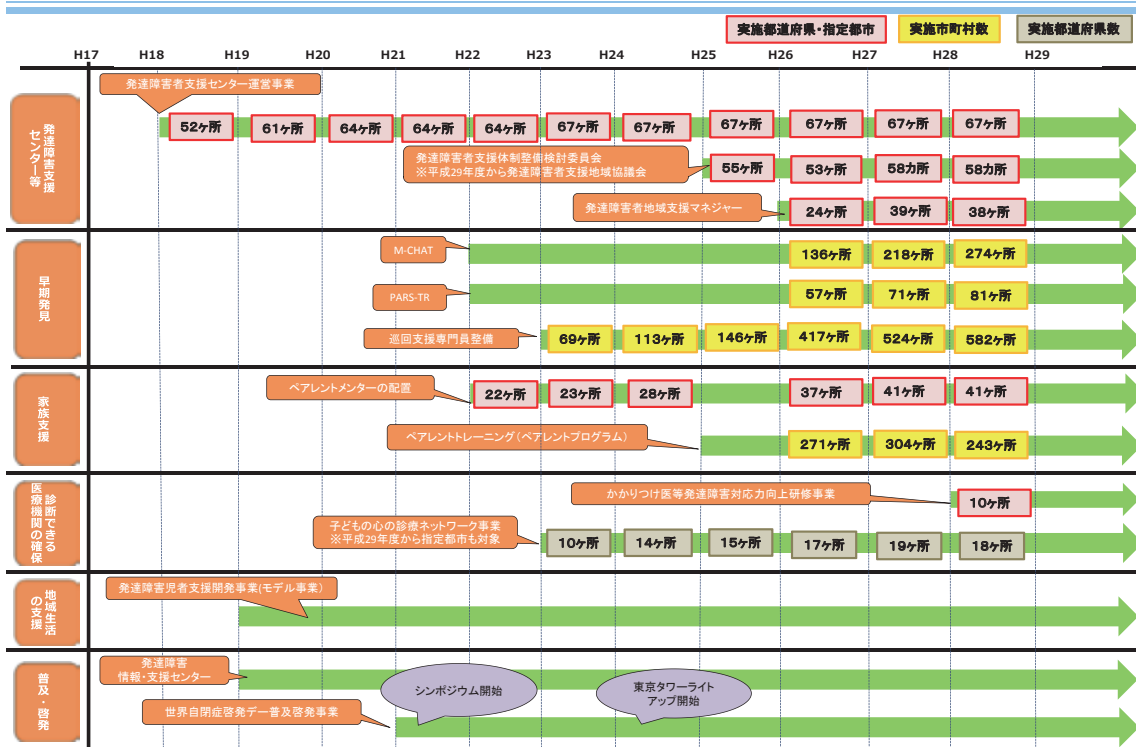 実施都道府県・指定都市
実施市町村数
実施都道府県数
H17
H18
H19
H20
H21
H22
H23
H24
H25
H26
H27
H28
H29
発達障害支援
センター等
発達障害者支援センター運営事業
52ヶ所
61ヶ所
64ヶ所
64ヶ所
64ヶ所
67ヶ所
67ヶ所
67ヶ所
67ヶ所
67ヶ所
67ヶ所
発達障害者支援体制整備検討委員会
※平成29年度から発達障害者支援地域協議会
55ヶ所
53ヶ所
58カ所
58カ所
発達障害者地域支援マネジャー
24ヶ所
39ヶ所
38ヶ所
早期発見
M-CHAT
136ヶ所
218ヶ所
274ヶ所
PARS-TR
57ヶ所
71ヶ所
81ヶ所
巡回支援専門員整備
69ヶ所
113ヶ所
146ヶ所
417ヶ所
524ヶ所
582ヶ所
家族支援
ペアレントメンターの配置
22ヶ所
23ヶ所
28ヶ所
37ヶ所
41ヶ所
41ヶ所
ペアレントトレーニング(ペアレントプログラム)
271ヶ所
304ヶ所
243ヶ所
診断できる
医療機関の確保
かかりつけ医等発達障害対応力向上研修事業
10ヶ所
子どもの心の診療ネットワーク事業
※平成29年度から指定都市も対象
10ヶ所
14ヶ所
15ヶ所
17ヶ所
19ヶ所
18ヶ所
地域生活
の支援
発達障害児者支援開発事業(モデル事業)
普及・啓発
発達障害
情報・支援センター
シンポジウム開始
東京タワーライト
アップ開始
世界自閉症啓発デー普及啓発事業